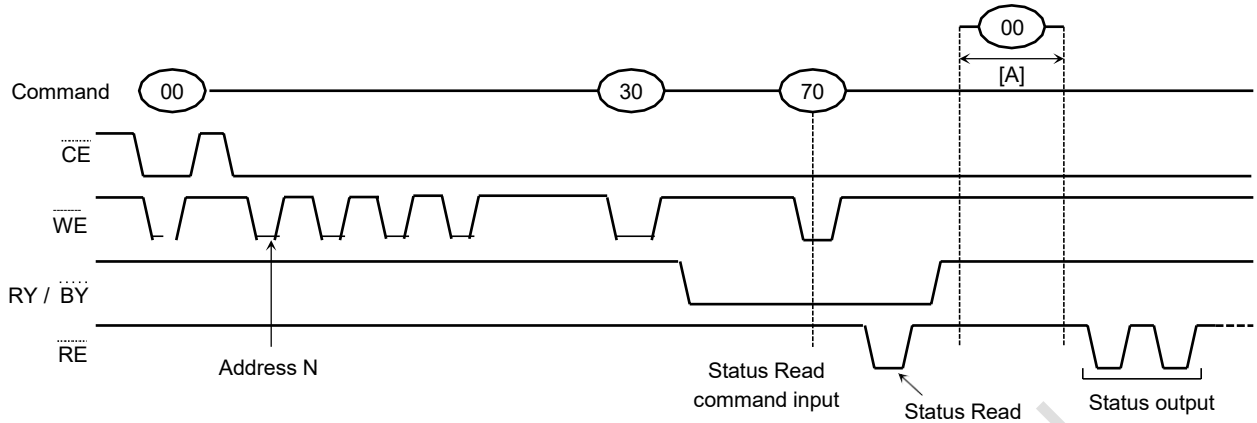 00
[A]
Command 00 30 70
CE
WE
RY / BY
RE
Address N
Status Read
command input
Status Read
Status output